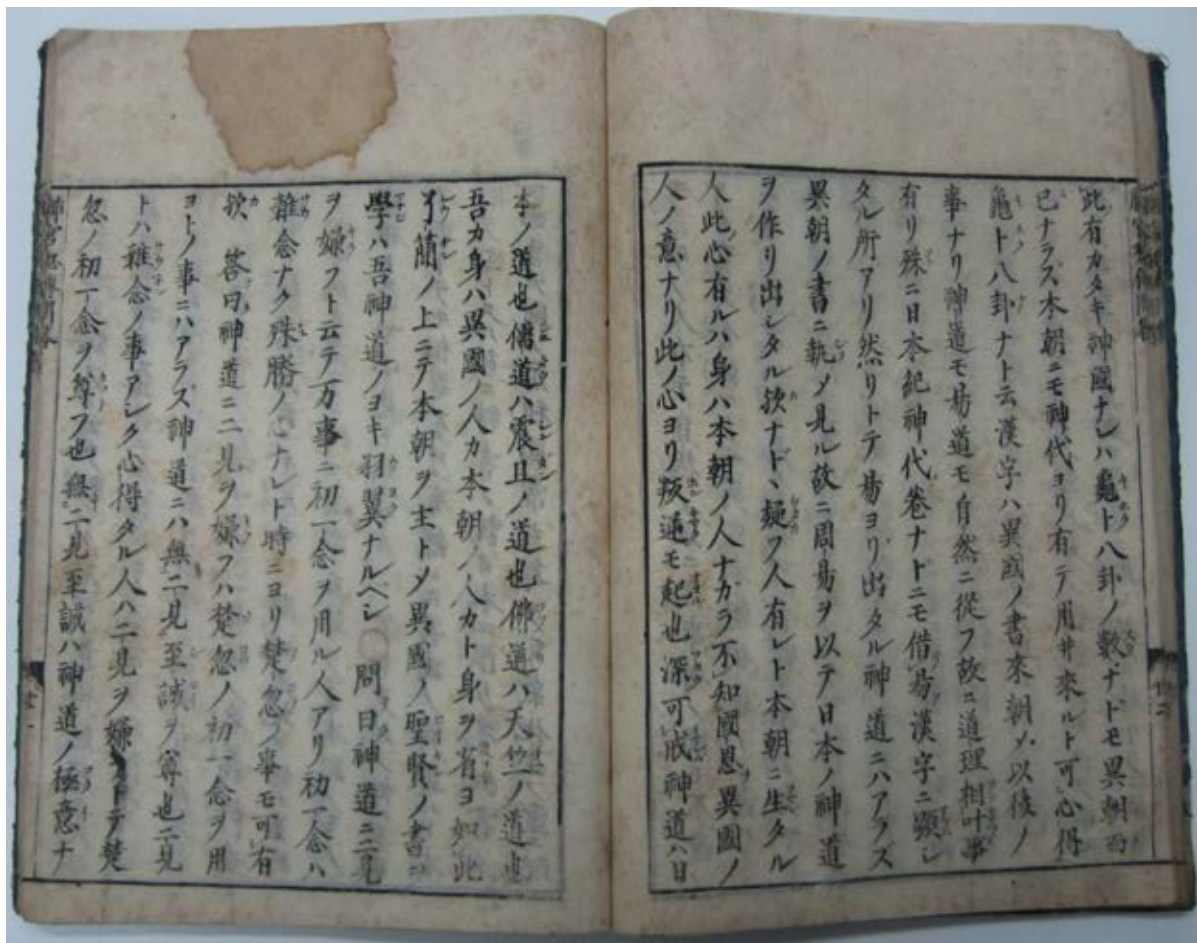 此有カタキ神國ナレハ龜ト八卦ノ數ナドモ異朝而
已ナラズ本朝ニモ神代ヨリ有テ用井來ルト可心得
龜ト八卦ナト云漢字ハ異國ノ書來朝メ以後ノ
事ナリ神道モ易道モ自然ニ從フ故ニ道理相叶事
有リ殊ニ日本紀神代卷ナトニモ借易漢字ニ顕シ
タル所アリ然リトテ易ヨリ出タル神道ニハアラズ
異朝ノ書ニ執メ見ル故ニ周易ヲ以テ日本ノ神道
ヲ作リ出シタル欤ナド疑フ人有レト本朝ニ生タル
人此心有ルハ身ハ本朝ノ人ナカラ不知國恩異國ノ
人ノ意ナリ此ノ心ヨリ叛逆モ起也深可戒神道ハ日
本ノ道也儒道ハ震旦ノ道也佛道ハ天竺ノ道也
吾カ身ハ異國ノ人カ本朝ノ人カト身ヲ省ヨ如此
了簡ノ上ニテ本朝ヲ主トメ異國ノ聖賢ノ書ヲ
學ハ吾神道ノヨキ羽翼ナルヘシ 問曰神道ニ二見
ヲ嫌フト云テ万事ニ初一念ヲ用ル人アリ初一念ハ
雜念ナク殊勝ノ心ナレト時ニヨリ楚忽ノ事モ可有
欤 答曰神道ニ二見ヲ嫌フハ楚忽ノ初一念ヲ用
ヨトノ事ニハアラズ神道ニハ無二見至誠ヲ尊也二見
トハ雜念ノ事アシク心得タル人ハ二見ヲ嫌フトテ楚
忽ノ初一念ヲ尊フ也無二見至誠ハ神道ノ極意ナ